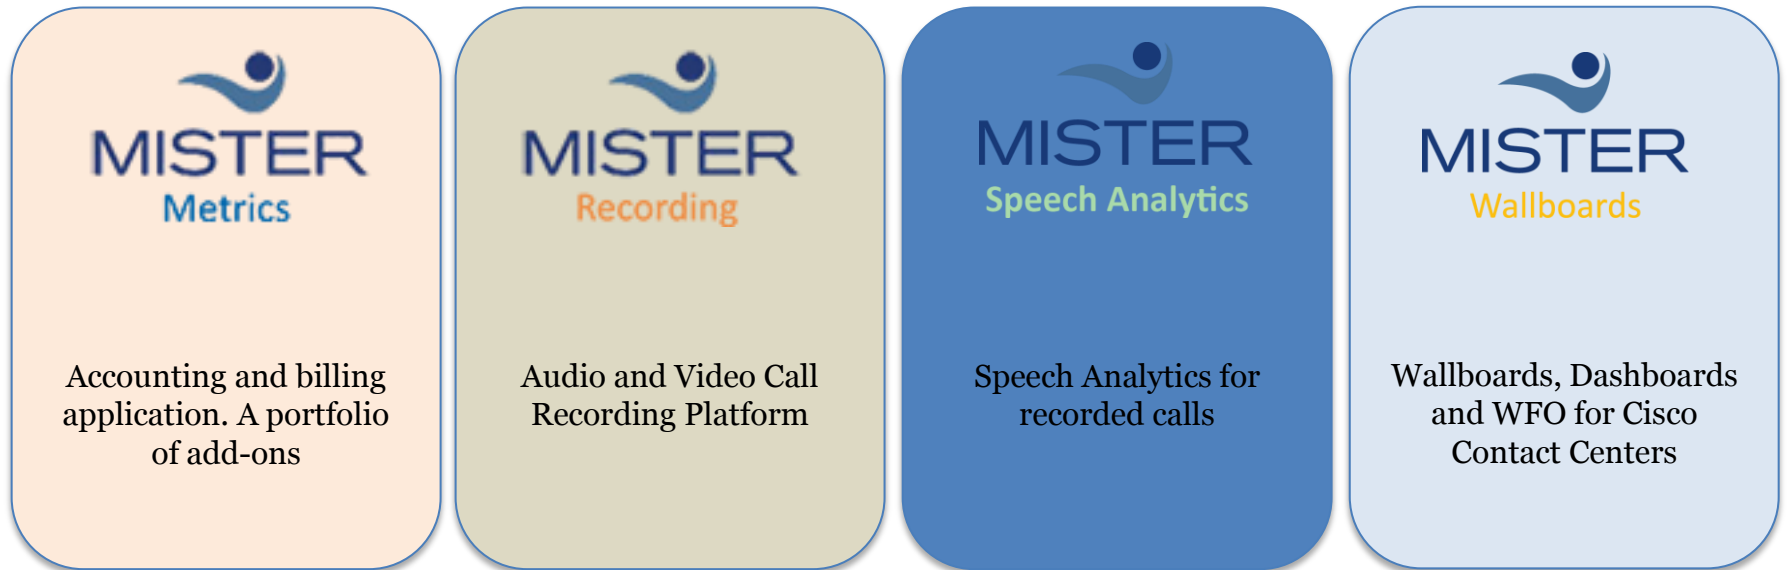 MISTER
Metrics
Accounting and billing
application. A portfolio
of add-ons
MISTER
Recording
Audio and Video Call
Recording Platform
MISTER
Speech Analytics
Speech Analytics for
recorded calls
MISTER
Wallboards
Wallboards, Dashboards
and WFO for Cisco
Contact Centers